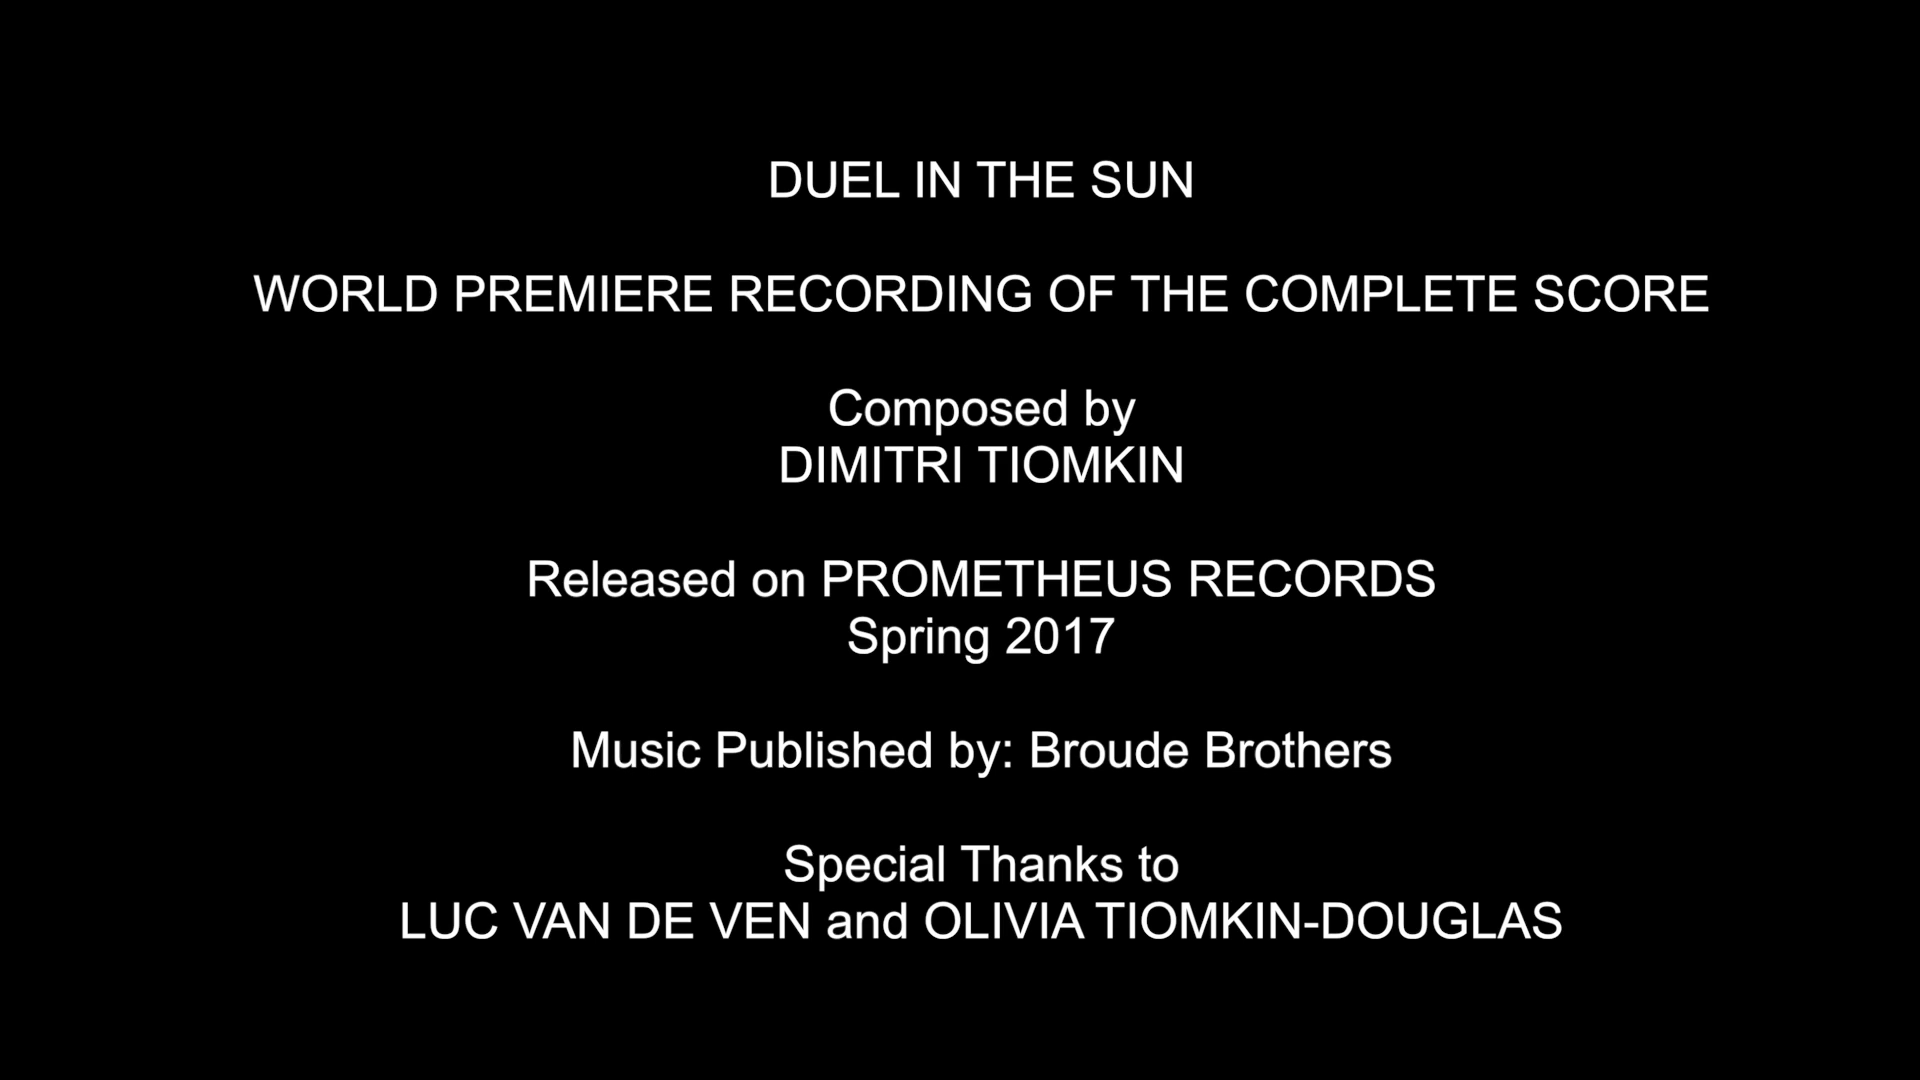 DUEL IN THE SUN
WORLD PREMIERE RECORDING OF THE COMPLETE SCORE
Composed by
DIMITRI TIOMKIN
Released on PROMETHEUS RECORDS
Spring 2017
Music Published by: Broude Brothers
Special Thanks to
LUC VAN DE VEN and OLIVIA TIOMKIN-DOUGLAS